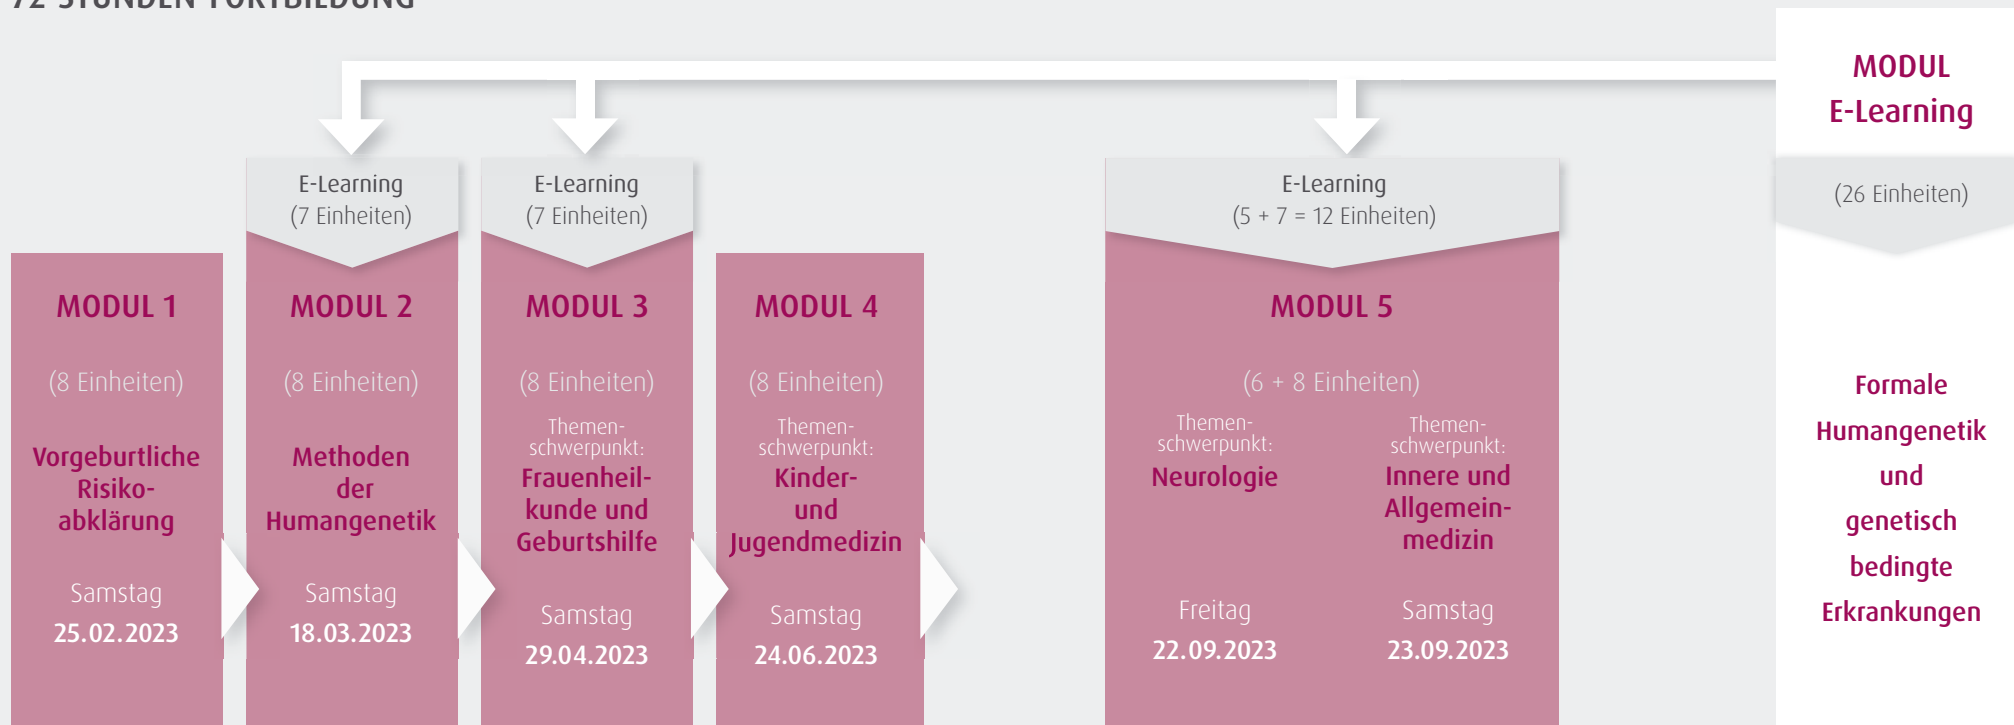 72-STUNDEN-FORTBILDUNG
MODUL
E-Learning
(26 Einheiten)
Formale
Humangenetik
und
genetisch
bedingte
Erkrankungen
E-Learning
(7 Einheiten)
E-Learning
(7 Einheiten)
E-Learning
(5 + 7 = 12 Einheiten)
MODUL 1
(8 Einheiten)
Vorgeburtliche
Risiko-
abklärung
Samstag
25.02.2023
MODUL 2
(8 Einheiten)
Methoden
der
Humangenetik
Samstag
18.03.2023
MODUL 3
(8 Einheiten)
Themen-
schwerpunkt:
Frauenheil-
kunde und
Geburtshilfe
Samstag
29.04.2023
MODUL 4
(8 Einheiten)
Themen-
schwerpunkt:
Kinder-
und
Jugendmedizin
Samstag
24.06.2023
MODUL 5
(6 + 8 Einheiten)
Themen-
schwerpunkt:
Neurologie
Freitag
22.09.2023
Themen-
schwerpunkt:
Innere und
Allgemein-
medizin
Samstag
23.09.2023